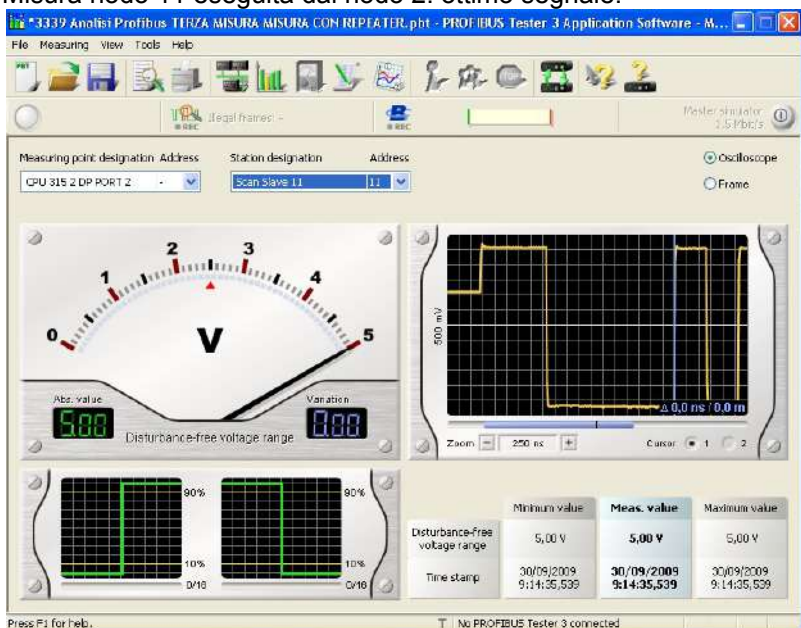 Misura nodo 11 eseguita dal nodo 2: ottimo segnale.
*3339 Analisi Profibus TERZA MISURA MISURA CON REPEATER.pbt - PROFIBUS Tester 3 Application Software - M...
File Measuring View Tools Help
PBT
REC Illegal frames: - REC Master simulator
1.5 Mbit/s
Measuring point designation Address Station designation Address Oscilloscope
CPU 315 2 DP PORT 2 - Scan Slave 11 11 Frame
0 1 2 3 4 5
V
500 mV
Abs. value Variation
5.00 Disturbance-free voltage range 0.00
Δ 0,0 ns / 0,0 m
Zoom - 250 ns + Cursor 1 2
90% 90%
10% 10%
0/16 0/16
Minimum value Meas. value Maximum value
Disturbance-free voltage range 5,00 V 5,00 V 5,00 V
Time stamp 30/09/2009 30/09/2009 30/09/2009
9:14:35,539 9:14:35,539 9:14:35,539
Press F1 for help. No PROFIBUS Tester 3 connected